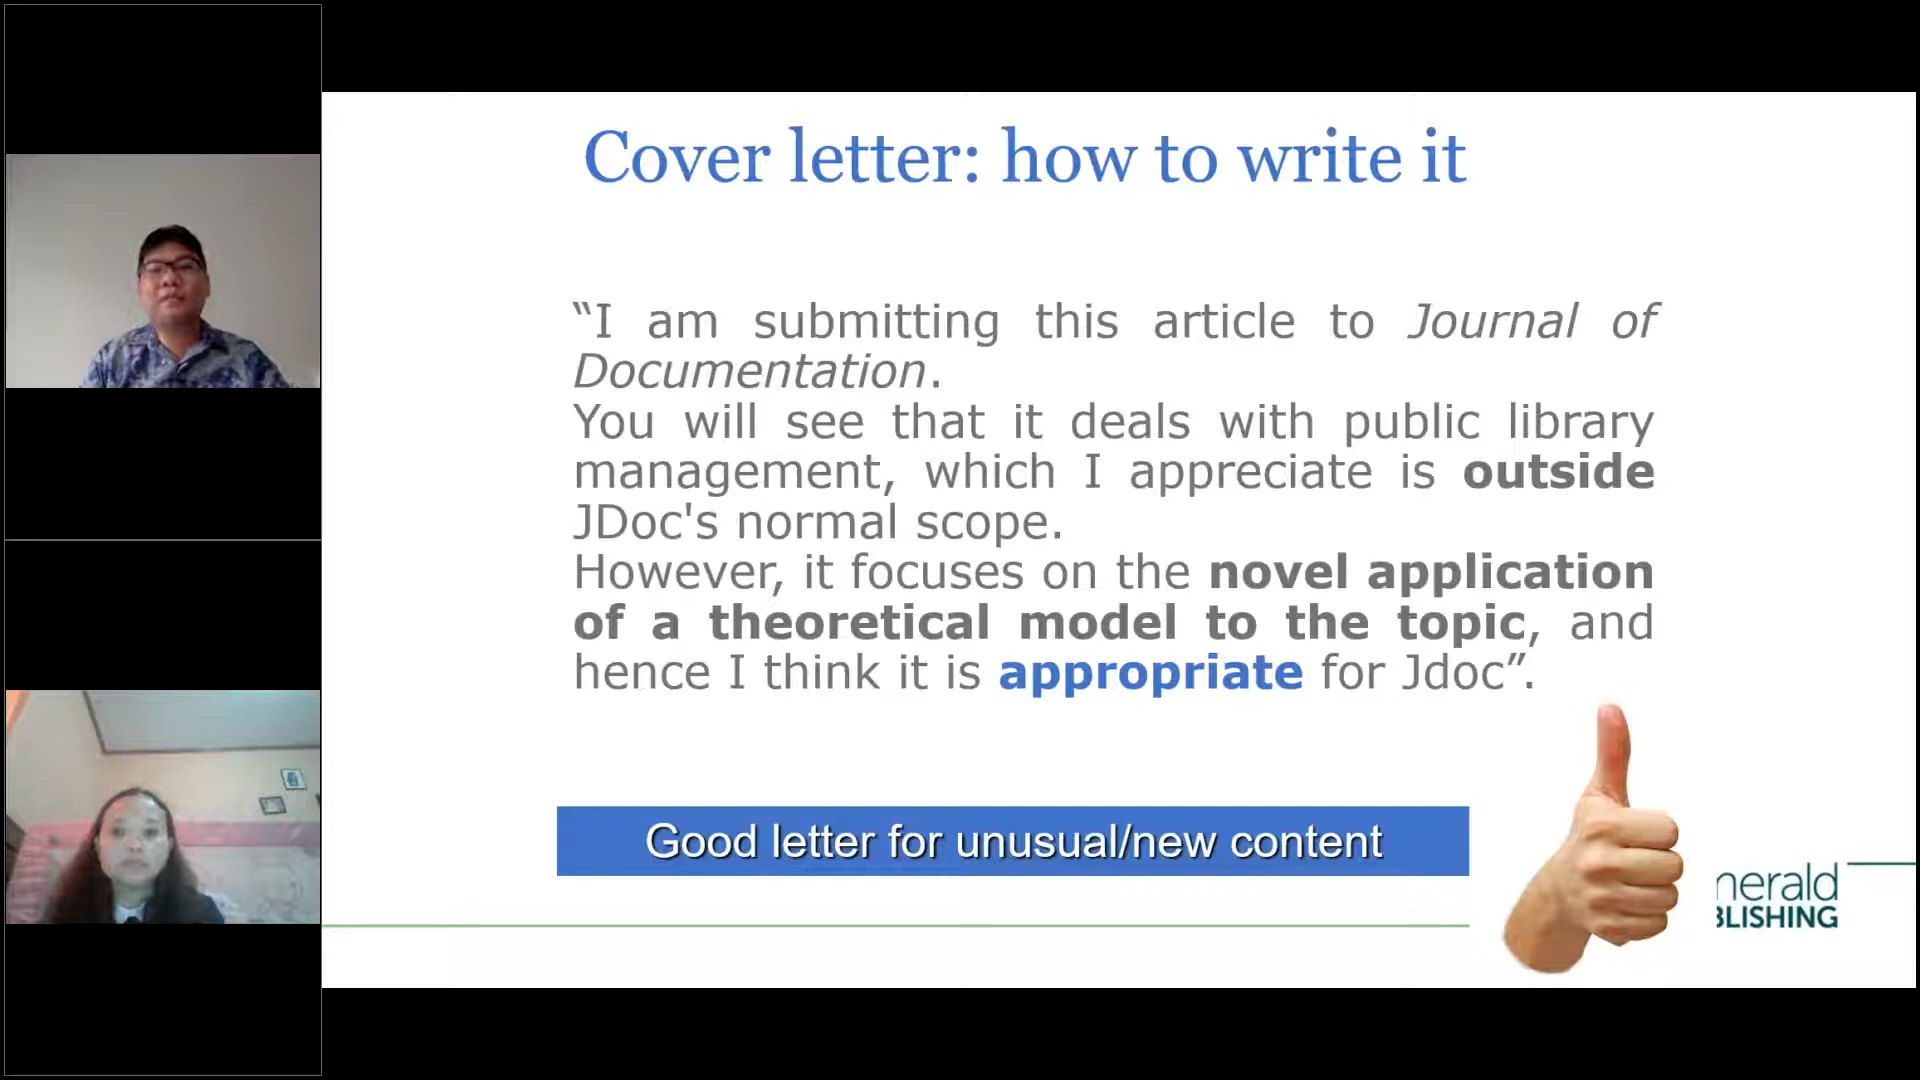 Cover letter: how to write it
“I am submitting this article to Journal of
Documentation.
You will see that it deals with public library
management, which I appreciate is outside
JDoc's normal scope.
However, it focuses on the novel application
of a theoretical model to the topic, and
hence I think it is appropriate for Jdoc”.
Good letter for unusual/new content
nerald
BLISHING